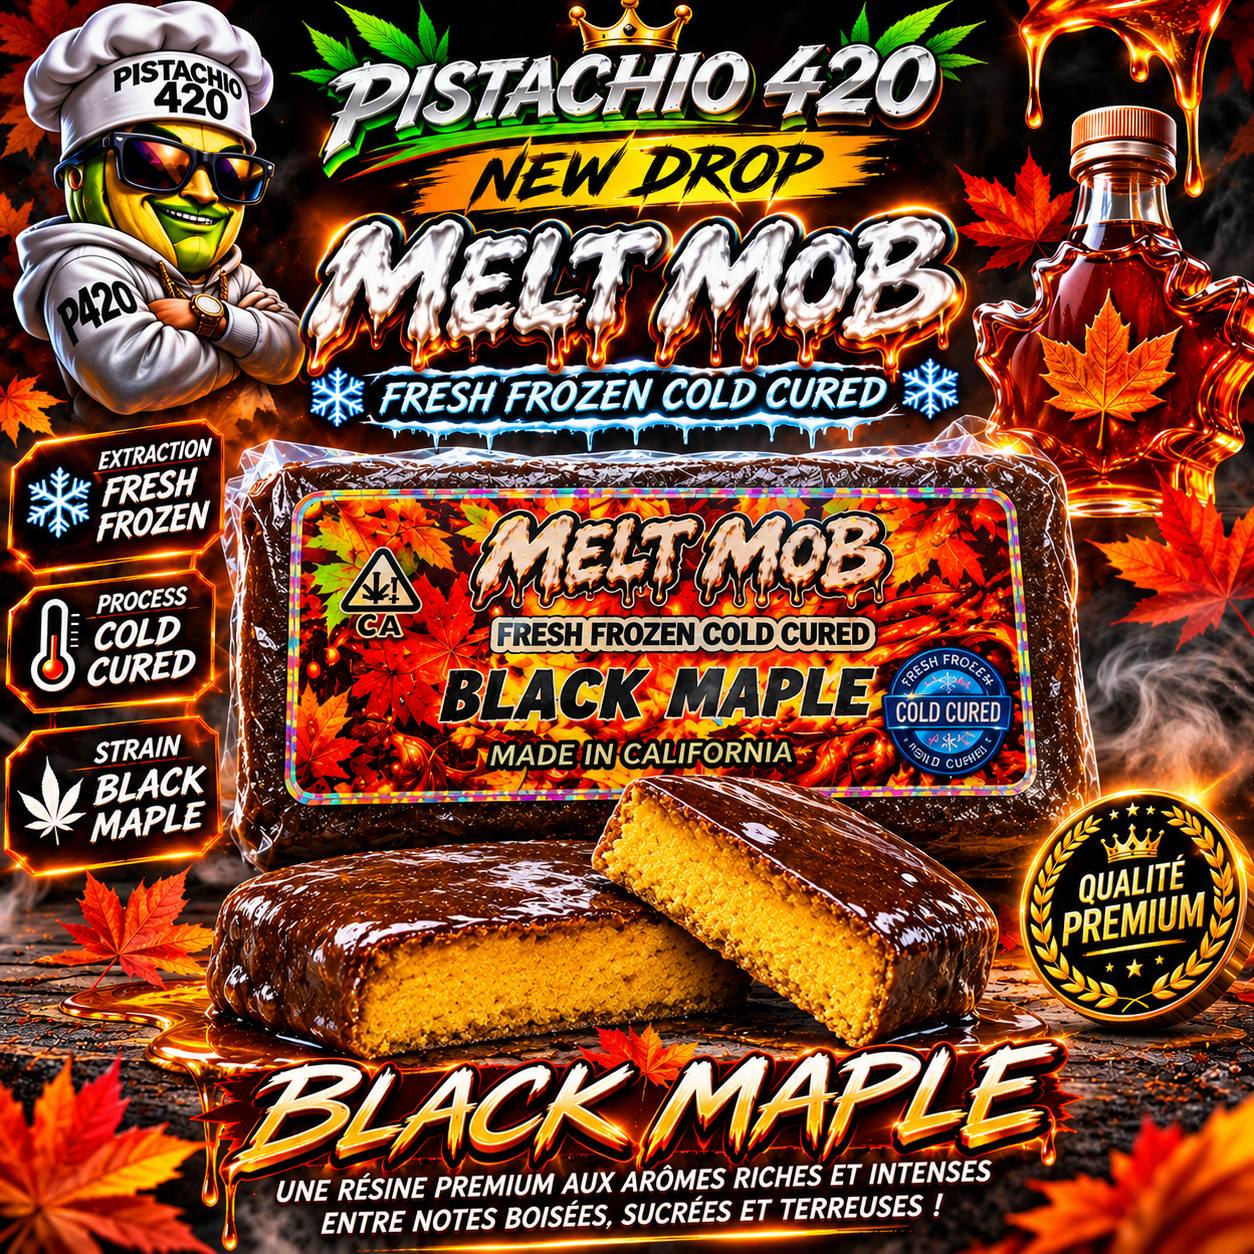 PISTACHIO
420
PISTACHIO 420
NEW DROP
MELT MOB
FRESH FROZEN COLD CURED
P420
EXTRACTION
FRESH
FROZEN
PROCESS
COLD
CURED
STRAIN
BLACK
MAPLE
MELT MOB
FRESH FROZEN COLD CURED
BLACK MAPLE
MADE IN CALIFORNIA
CA
COLD CURED
QUALITÉ
PREMIUM
BLACK MAPLE
UNE RÉSINE PREMIUM AUX ARÔMES RICHES ET INTENSES
ENTRE NOTES BOISÉES, SUCRÉES ET TERREUSES !